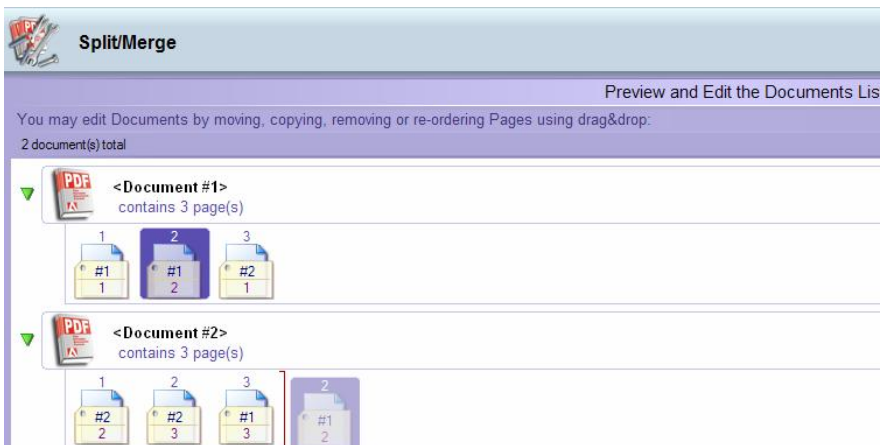 Split/Merge
Preview and Edit the Documents Lis
You may edit Documents by moving, copying, removing or re-ordering Pages using drag&drop:
2 document(s) total
PDF
<Document #1>
contains 3 page(s)
1 2 3
#1 #1 #2
1 2 1
PDF
<Document #2>
contains 3 page(s)
1 2 3 2
#2 #2 #1 #1
2 3 3 2